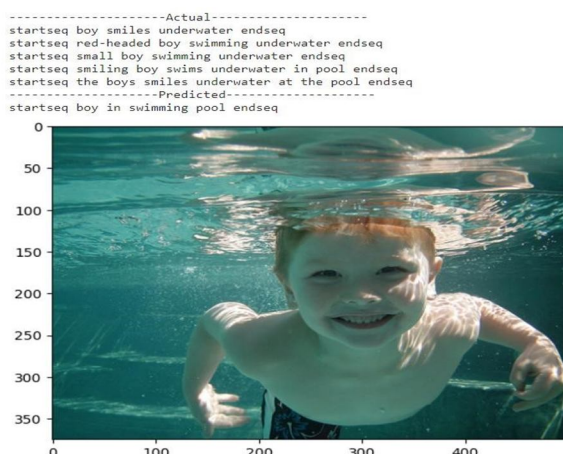 --------------------Actual--------------------
startseq boy smiles underwater endseq
startseq red-headed boy swimming underwater endseq
startseq small boy swimming underwater endseq
startseq smiling boy swims underwater in pool endseq
startseq the boys smiles underwater at the pool endseq
--------------------Predicted--------------------
startseq boy in swimming pool endseq
0
50
100
150
200
250
300
350
0 100 200 300 400